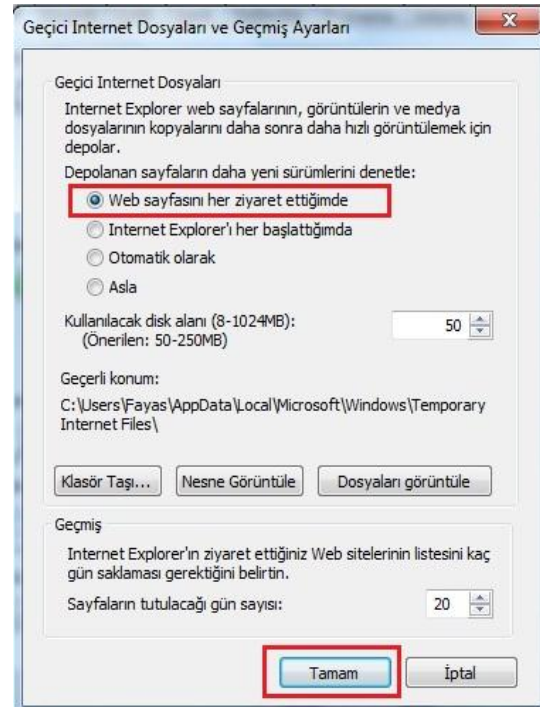 Geçici Internet Dosyaları ve Geçmiş Ayarları
Geçici Internet Dosyaları
Internet Explorer web sayfalarının, görüntülerin ve medya
dosyalarının kopyalarını daha sonra daha hızlı görüntülemek için
depolar.
Depolanan sayfaların daha yeni sürümlerini denetle:
Web sayfasını her ziyaret ettiğimde
Internet Explorer'ı her başlattığımda
Otomatik olarak
Asla
Kullanılacak disk alanı (8-1024MB):
50
(Önerilen: 50-250MB)
Geçerli konum:
C:\Users\Fayas\AppData\Local\Microsoft\Windows\Temporary
Internet Files\
Klasör Taşı... Nesne Görüntüle Dosyaları görüntüle
Geçmiş
Internet Explorer'ın ziyaret ettiğiniz Web sitelerinin listesini kaç
gün saklaması gerektiğini belirtin.
Sayfaların tutulacağı gün sayısı: 20
Tamam İptal